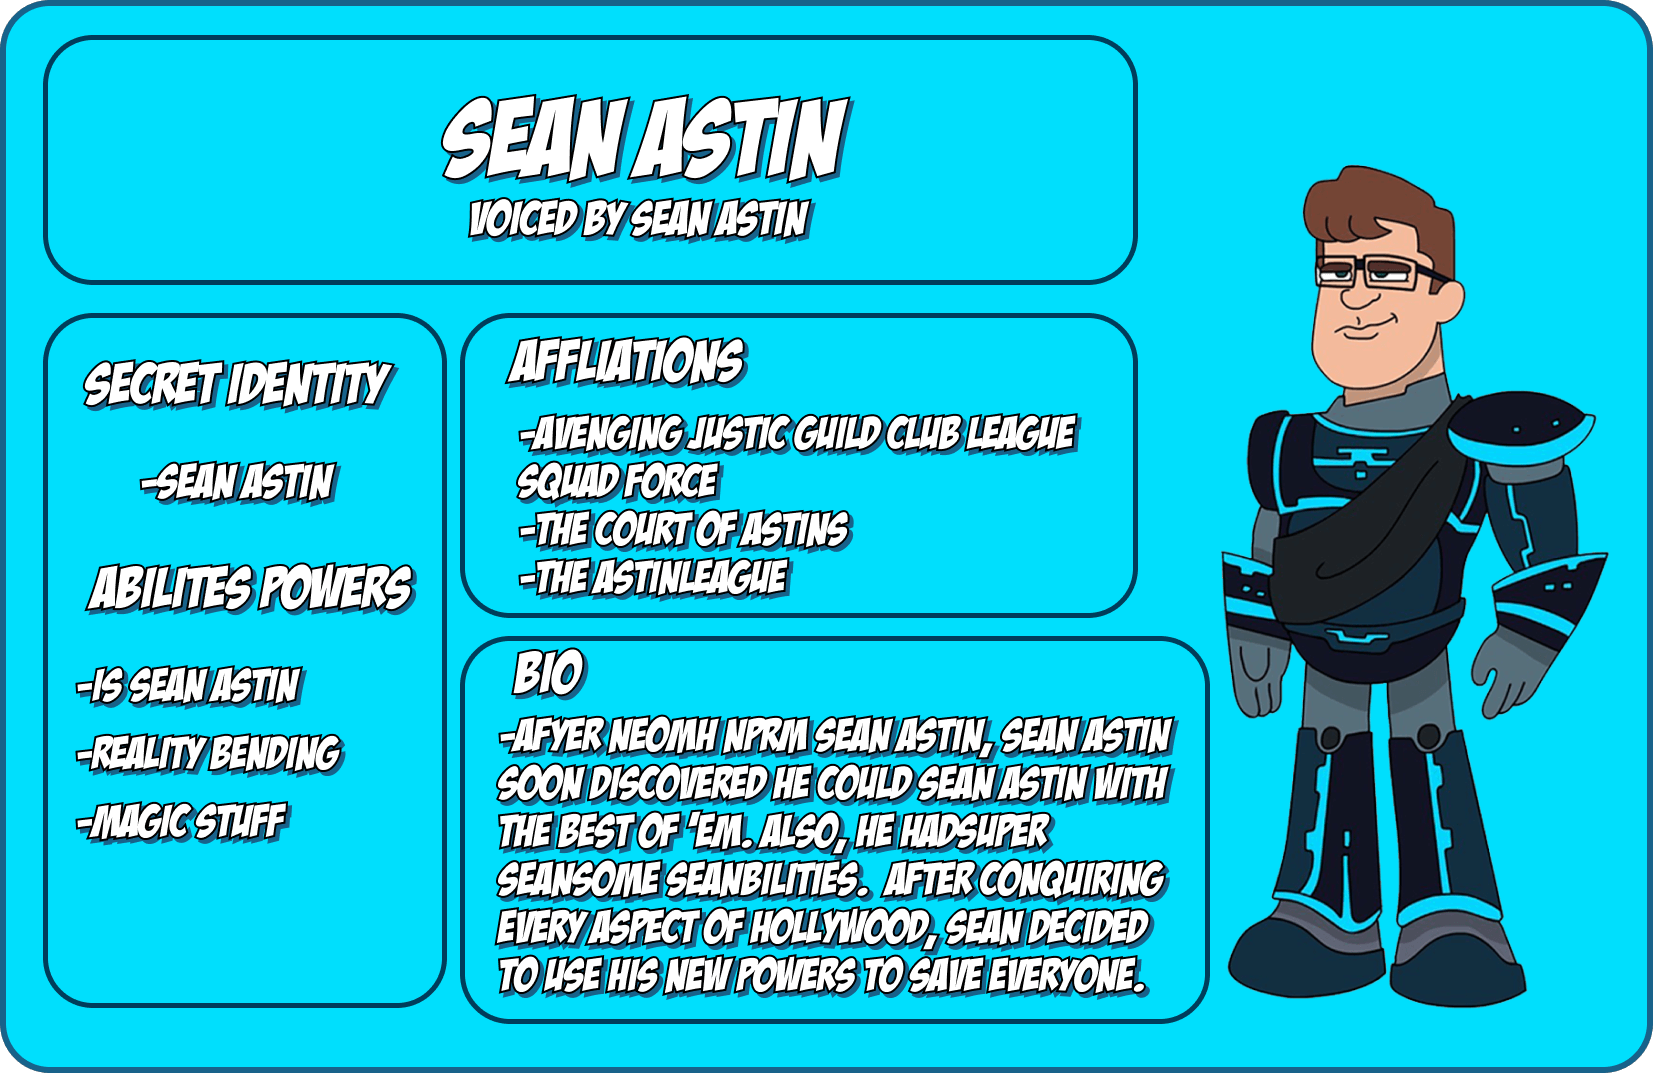 SEAN ASTIN
VOICED BY SEAN ASTIN
SECRET IDENTITY
-SEAN ASTIN
ABILITES POWERS
-IS SEAN ASTIN
-REALITY BENDING
-MAGIC STUFF
AFFLIATIONS
-AVENGING JUSTIC GUILD CLUB LEAGUE
SQUAD FORCE
-THE COURT OF ASTINS
-THE ASTINLEAGUE
BIO
-AFYER NEOMH NPRM SEAN ASTIN, SEAN ASTIN
SOON DISCOVERED HE COULD SEAN ASTIN WITH
THE BEST OF 'EM. ALSO, HE HADSUPER
SEANSOME SEANBILITIES. AFTER CONQUIRING
EVERY ASPECT OF HOLLYWOOD, SEAN DECIDED
TO USE HIS NEW POWERS TO SAVE EVERYONE.